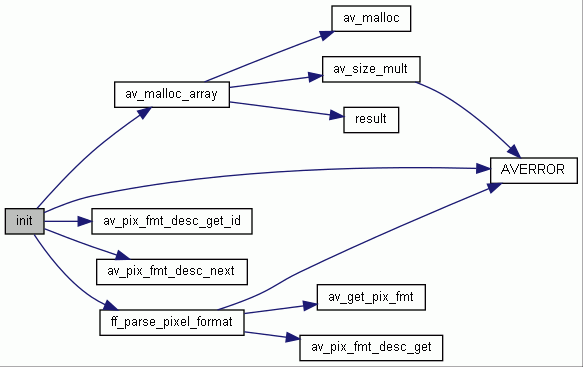 av_malloc
av_size_mult
av_malloc_array
result
AVERROR
init
av_pix_fmt_desc_get_id
av_pix_fmt_desc_next
av_get_pix_fmt
ff_parse_pixel_format
av_pix_fmt_desc_get